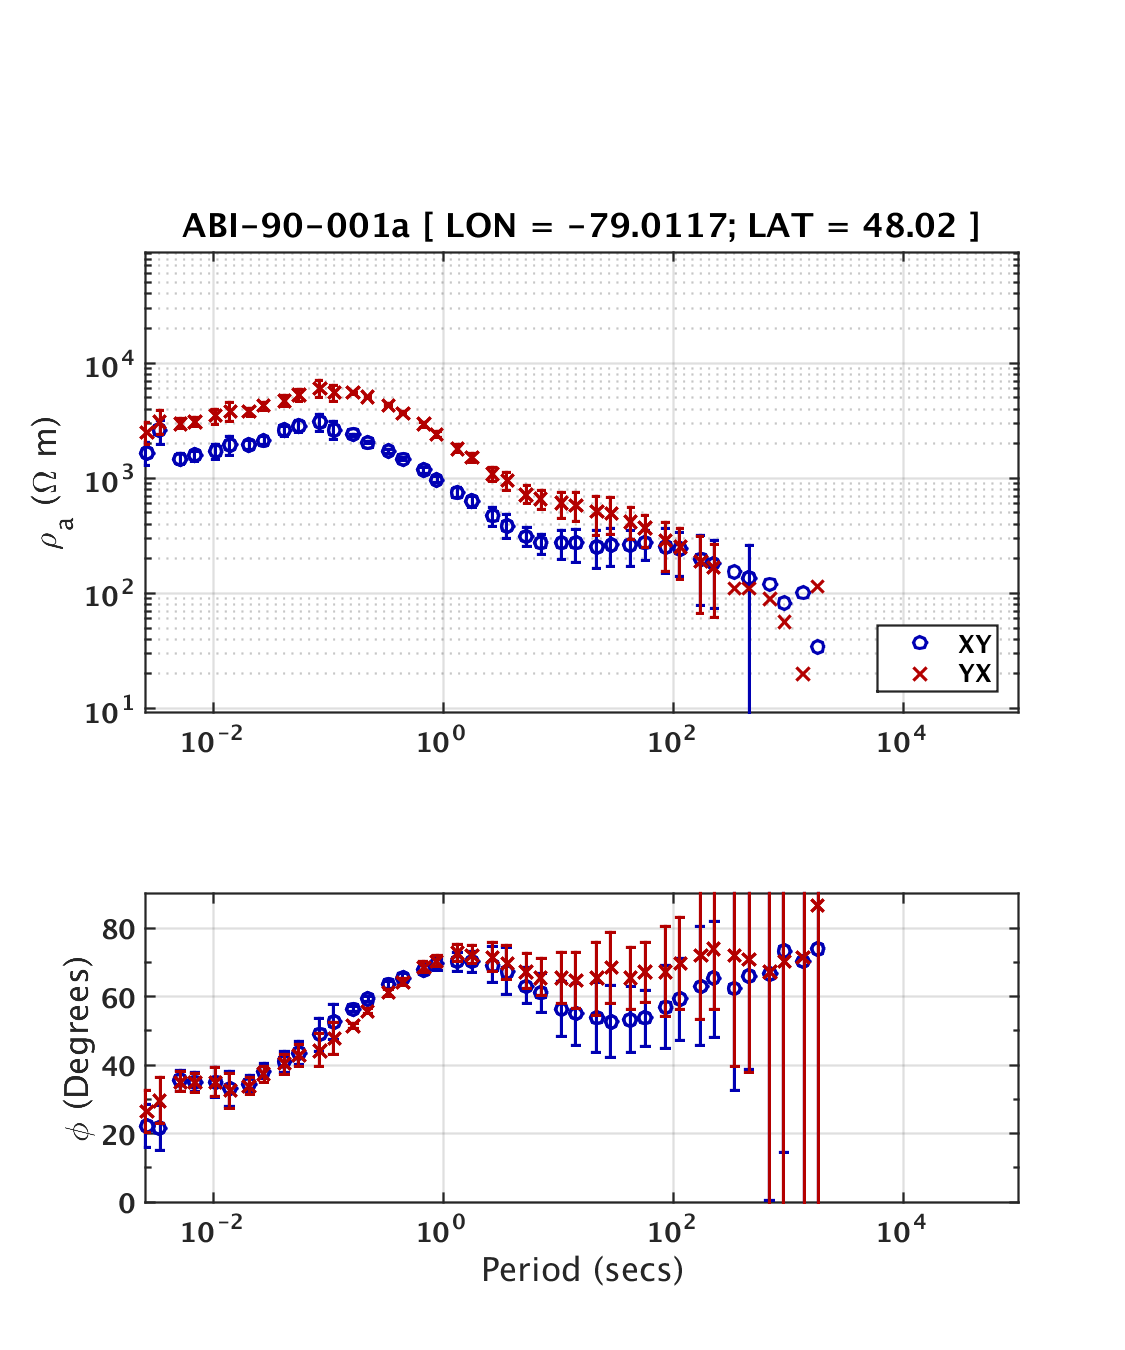 ABI-90-001a [ LON = -79.0117; LAT = 48.02 ]
ρa (Ω m)
10^4
10^3
10^2
10^1
XY
YX
10^-2 10^0 10^2 10^4
ϕ (Degrees)
80
60
40
20
0
10^-2 10^0 10^2 10^4
Period (secs)